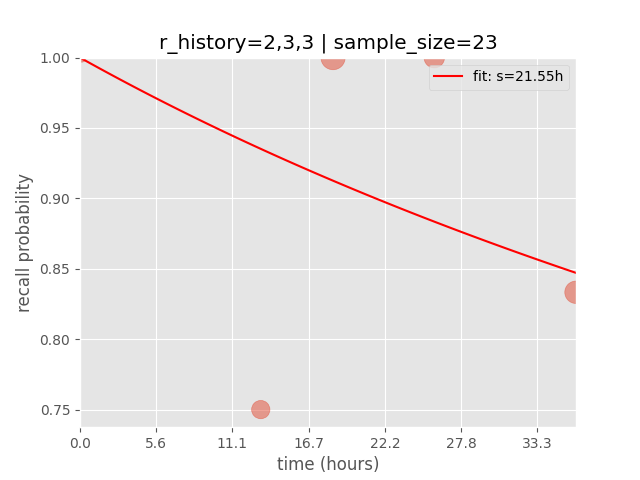 r_history=2,3,3 | sample_size=23
fit: s=21.55h
recall probability
1.00
0.95
0.90
0.85
0.80
0.75
0.0 5.6 11.1 16.7 22.2 27.8 33.3
time (hours)